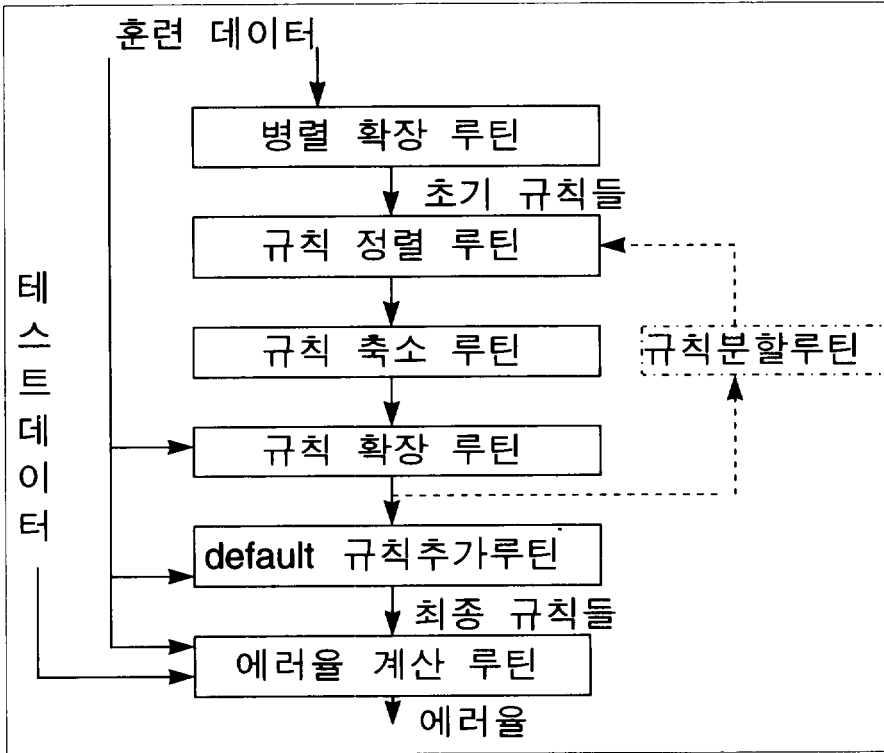 훈련 데이터
병렬 확장 루틴
초기 규칙들
규칙 정렬 루틴
규칙 축소 루틴
규칙분할루틴
테스트데이터
규칙 확장 루틴
default 규칙추가루틴
최종 규칙들
에러율 계산 루틴
에러율